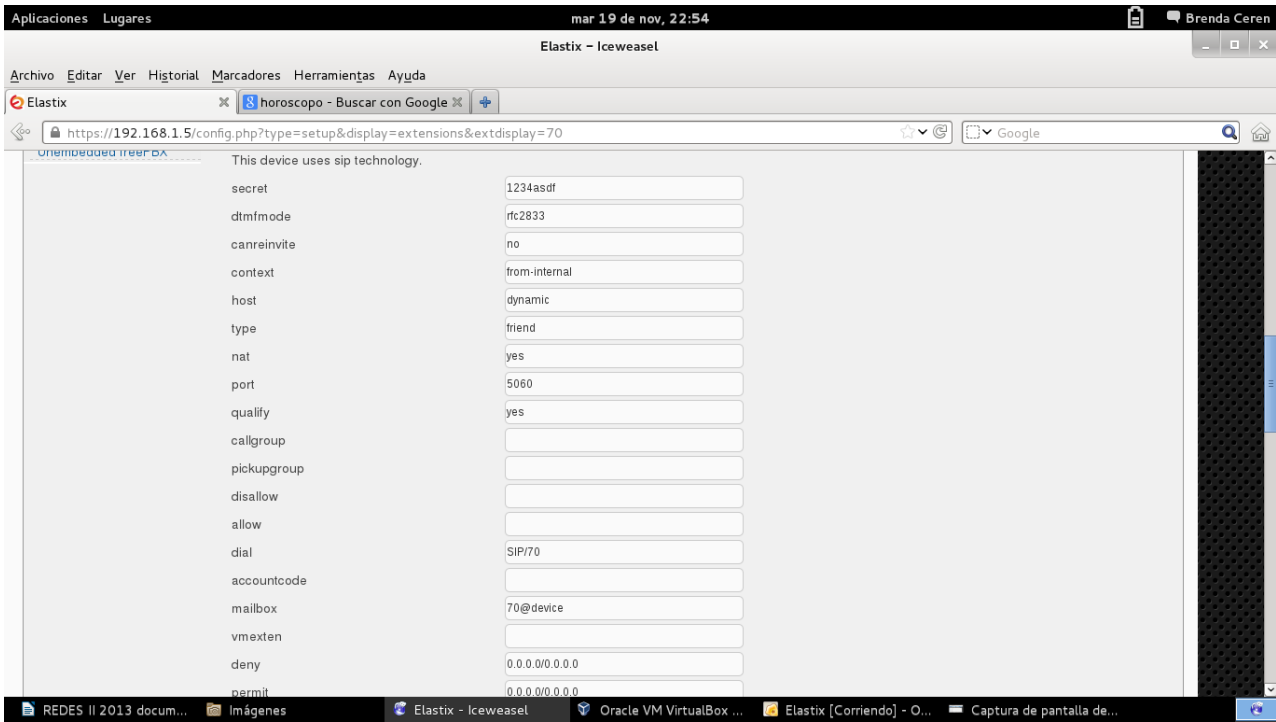 Aplicaciones Lugares mar 19 de nov, 22:54 Brenda Ceren
Elastix - Iceweasel
Archivo Editar Ver Historial Marcadores Herramientas Ayuda
Elastix horoscopo - Buscar con Google
https://192.168.1.5/config.php?type=setup&display=extensions&extdisplay=70 Google
Unembedded freePBX
This device uses sip technology.
secret 1234asdf
dtmfmode rfc2833
canreinvite no
context from-internal
host dynamic
type friend
nat yes
port 5060
qualify yes
callgroup
pickupgroup
disallow
allow
dial SIP/70
accountcode
mailbox 70@device
vmexten
deny 0.0.0.0/0.0.0.0
permit 0.0.0.0/0.0.0.0
REDES II 2013 docum... Imágenes Elastix - Iceweasel Oracle VM VirtualBox ... Elastix [Corriendo] - O... Captura de pantalla de...